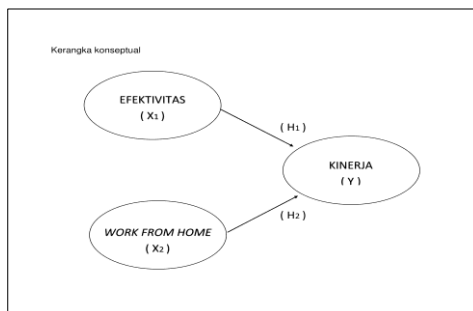 Kerangka konseptual
EFEKTIVITAS
( X1 )
( H1 )
KINERJA
( Y )
( H2 )
WORK FROM HOME
( X2 )